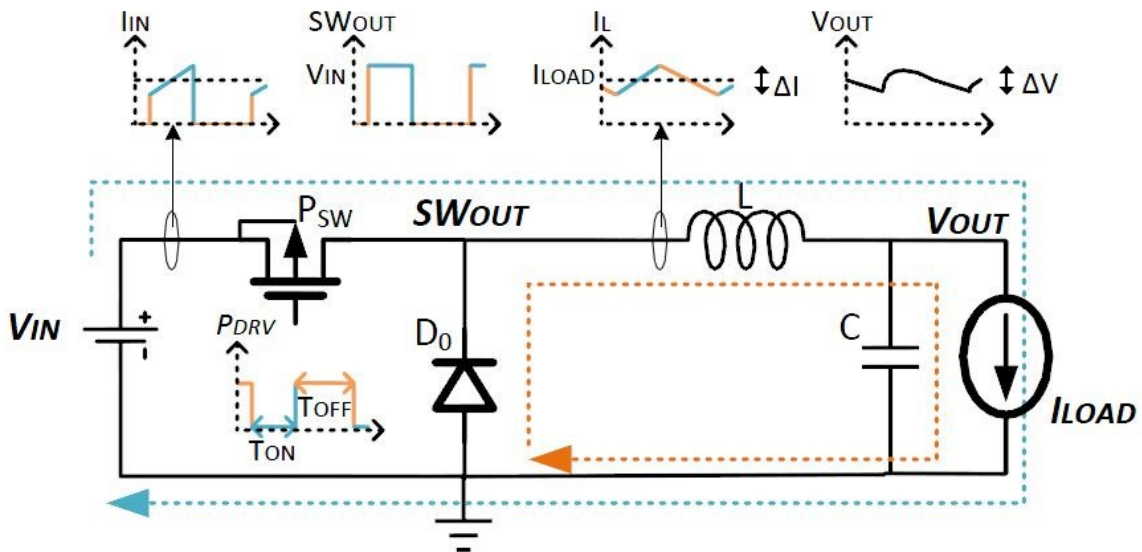 IIN
SWOUT
IL
VOUT
VIN
ILOAD
ΔI
ΔV
PSW
SWOUT
L
VOUT
VIN
+
-
PDRV
D0
C
TOFF
TON
ILOAD